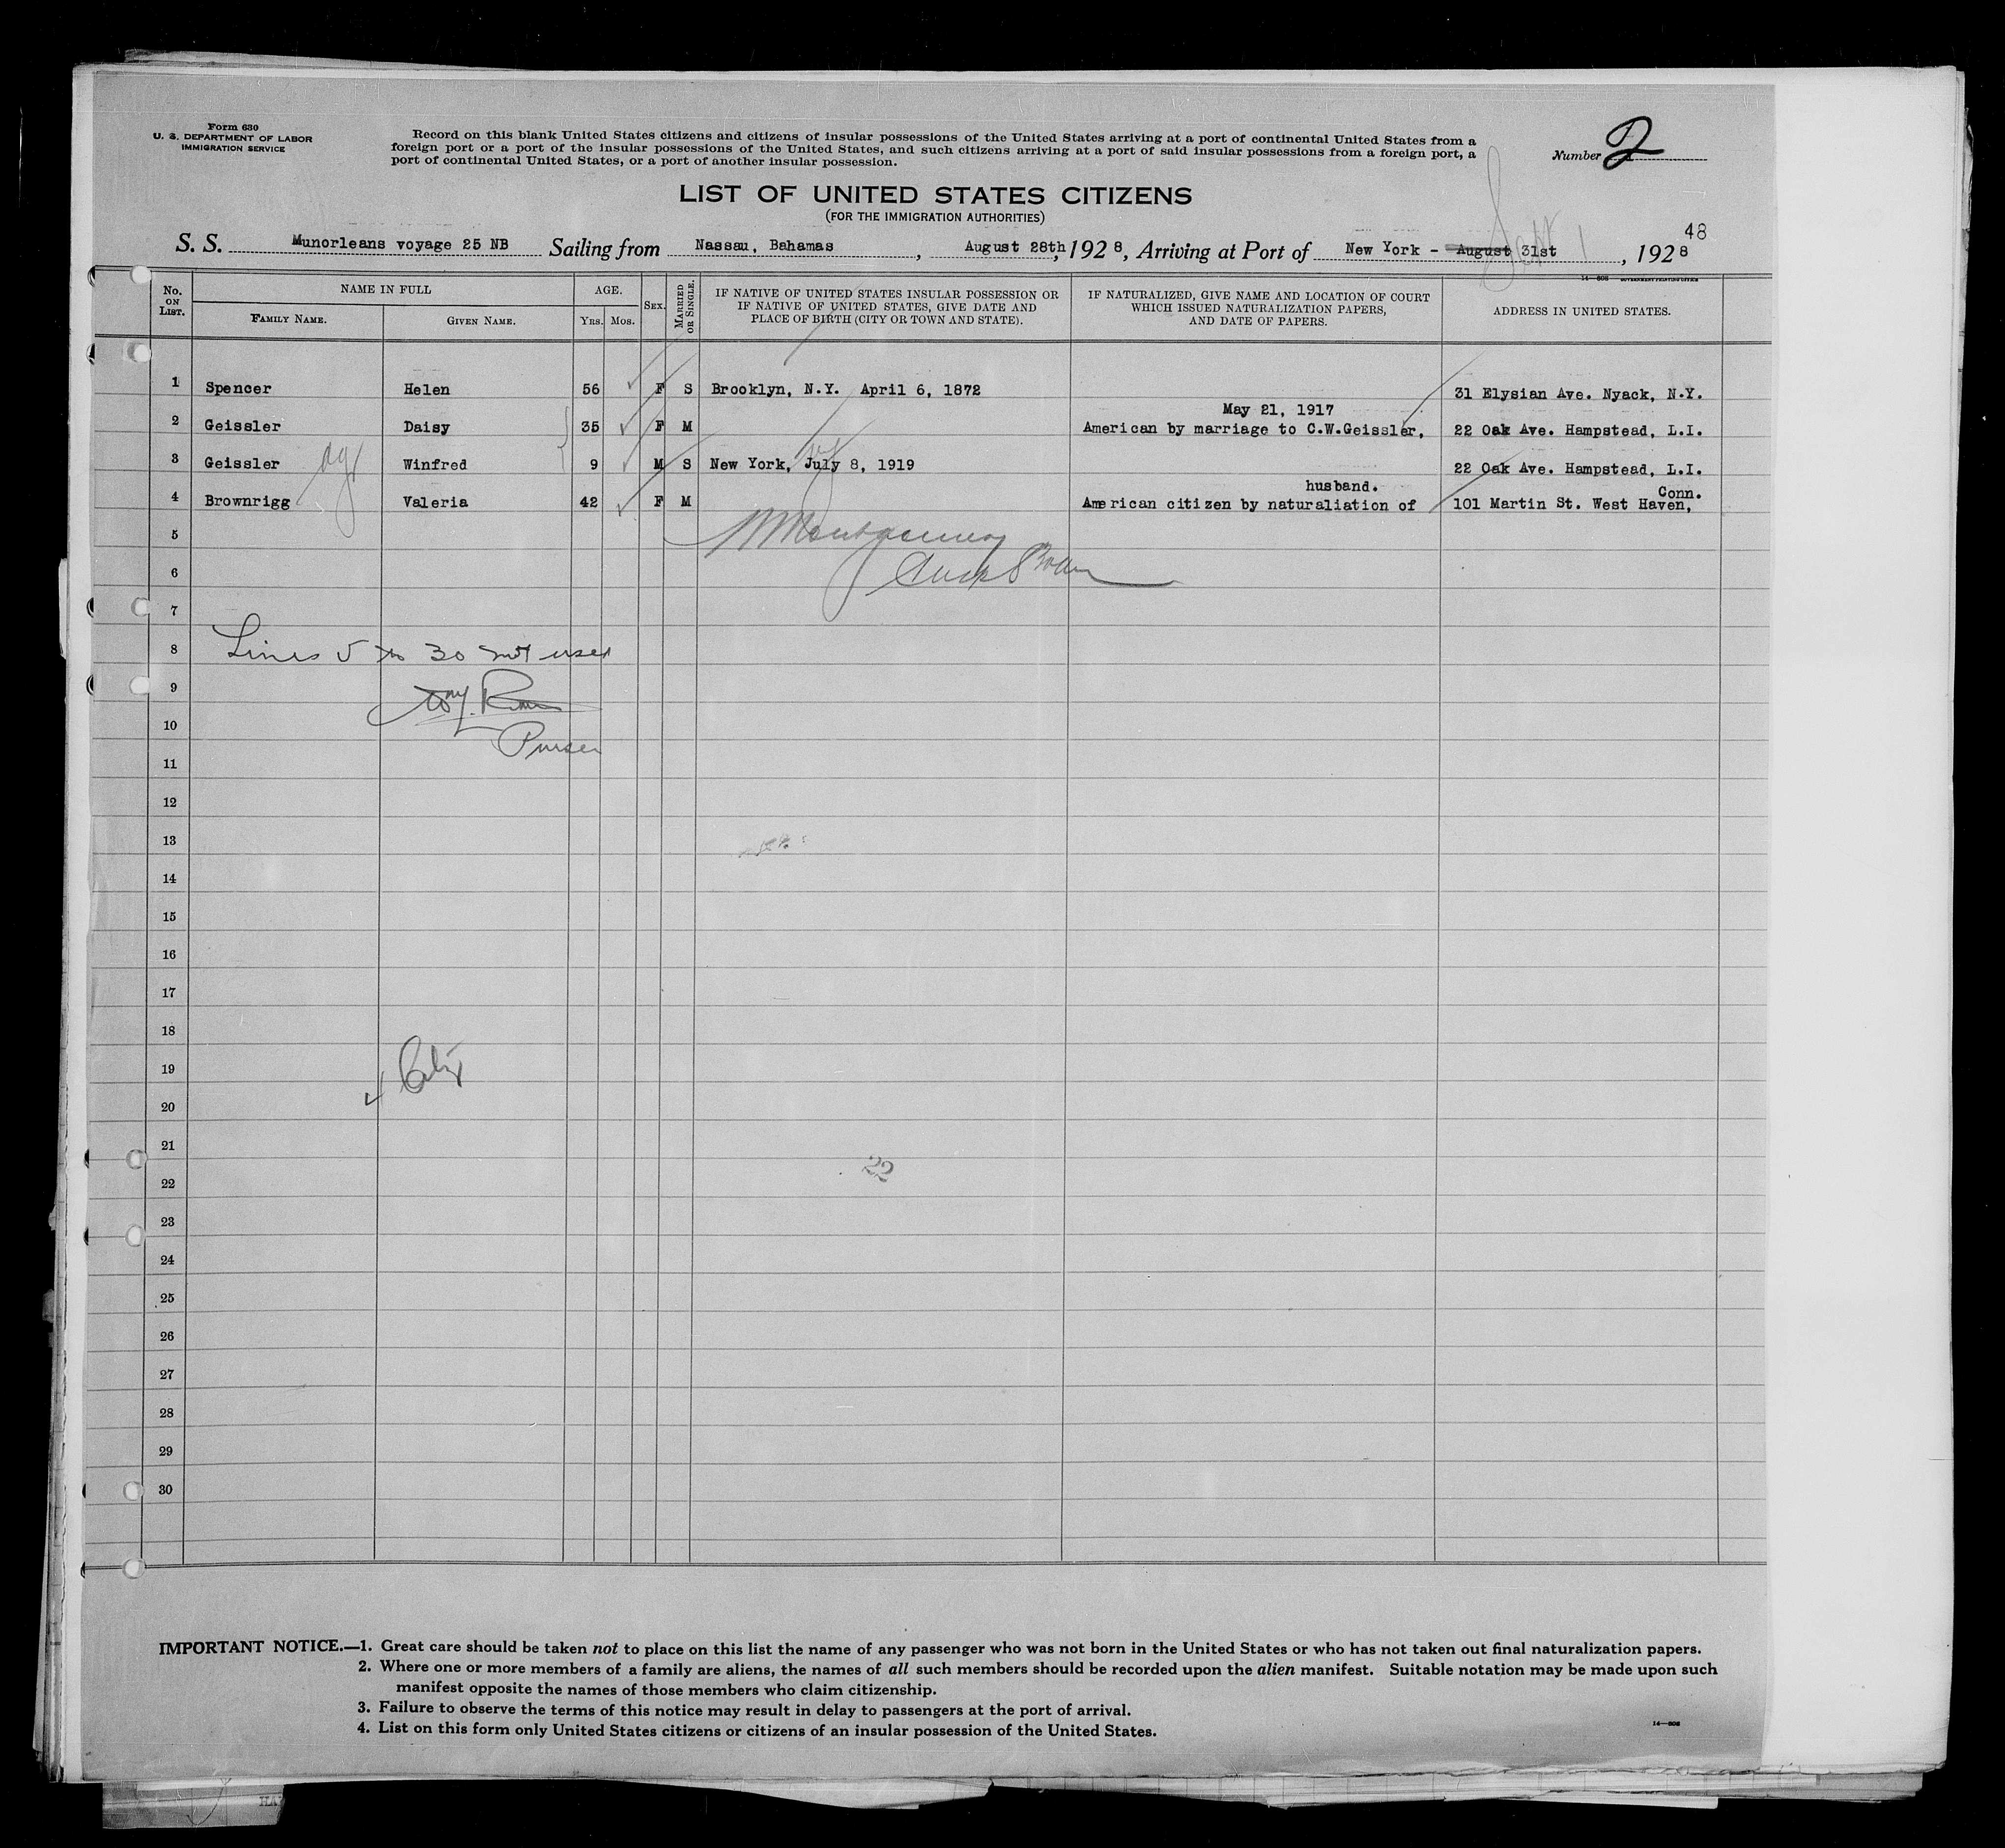 Form 630
U. S. DEPARTMENT OF LABOR
IMMIGRATION SERVICE
Record on this blank United States citizens and citizens of insular possessions of the United States arriving at a port of continental United States from a
foreign port or a port of the insular possessions of the United States, and such citizens arriving at a port of said insular possessions from a foreign port, a
port of continental United States, or a port of another insular possession.
Number 2
LIST OF UNITED STATES CITIZENS
(FOR THE IMMIGRATION AUTHORITIES)
48
S. S. Munorleans voyage 25 NB Sailing from Nassau, Bahamas, August 28th, 1928, Arriving at Port of New York - August 31st Sept 1, 1928
14—806 GOVERNMENT PRINTING OFFICE
No. ON LIST. NAME IN FULL FAMILY NAME. GIVEN NAME. AGE. Yrs. Mos. SEX. MARRIED OR SINGLE. IF NATIVE OF UNITED STATES INSULAR POSSESSION OR IF NATIVE OF UNITED STATES, GIVE DATE AND PLACE OF BIRTH (CITY OR TOWN AND STATE). IF NATURALIZED, GIVE NAME AND LOCATION OF COURT WHICH ISSUED NATURALIZATION PAPERS, AND DATE OF PAPERS. ADDRESS IN UNITED STATES.
1 Spencer Helen 56 F S Brooklyn, N.Y. April 6, 1872 31 Elysian Ave. Nyack, N.Y.
May 21, 1917
2 Geissler Daisy 35 F M American by marriage to C.W.Geissler, 22 Oak Ave. Hampstead, L.I.
3 Geissler Winfred 9 M S New York, July 8, 1919 22 Oak Ave. Hampstead, L.I.
husband. Conn.
4 Brownrigg Valeria 42 F M American citizen by naturaliation of 101 Martin St. West Haven,
5
6
7
8 Lines 5 to 30 not used
9
10 Purser
11
12
13
14
15
16
17
18
19
20
21
22 22
23
24
25
26
27
28
29
30
IMPORTANT NOTICE.—1. Great care should be taken not to place on this list the name of any passenger who was not born in the United States or who has not taken out final naturalization papers.
2. Where one or more members of a family are aliens, the names of all such members should be recorded upon the alien manifest. Suitable notation may be made upon such
manifest opposite the names of those members who claim citizenship.
3. Failure to observe the terms of this notice may result in delay to passengers at the port of arrival.
4. List on this form only United States citizens or citizens of an insular possession of the United States.
14—806